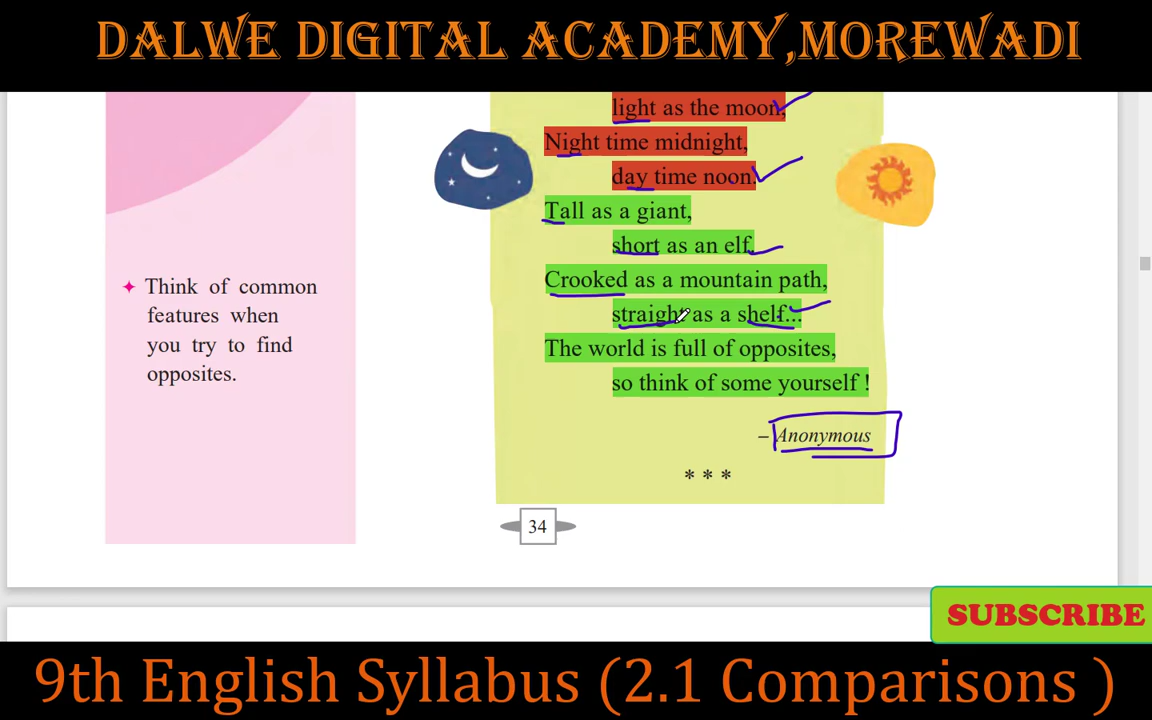 DALWE DIGITAL ACADEMY,MOREWADI
light as the moon,
Night time midnight,
day time noon.
Tall as a giant,
short as an elf,
Crooked as a mountain path,
straight as a shelf...
The world is full of opposites,
so think of some yourself !
– Anonymous
* * *
✦ Think of common
features when
you try to find
opposites.
34
SUBSCRIBE
9th English Syllabus (2.1 Comparisons )